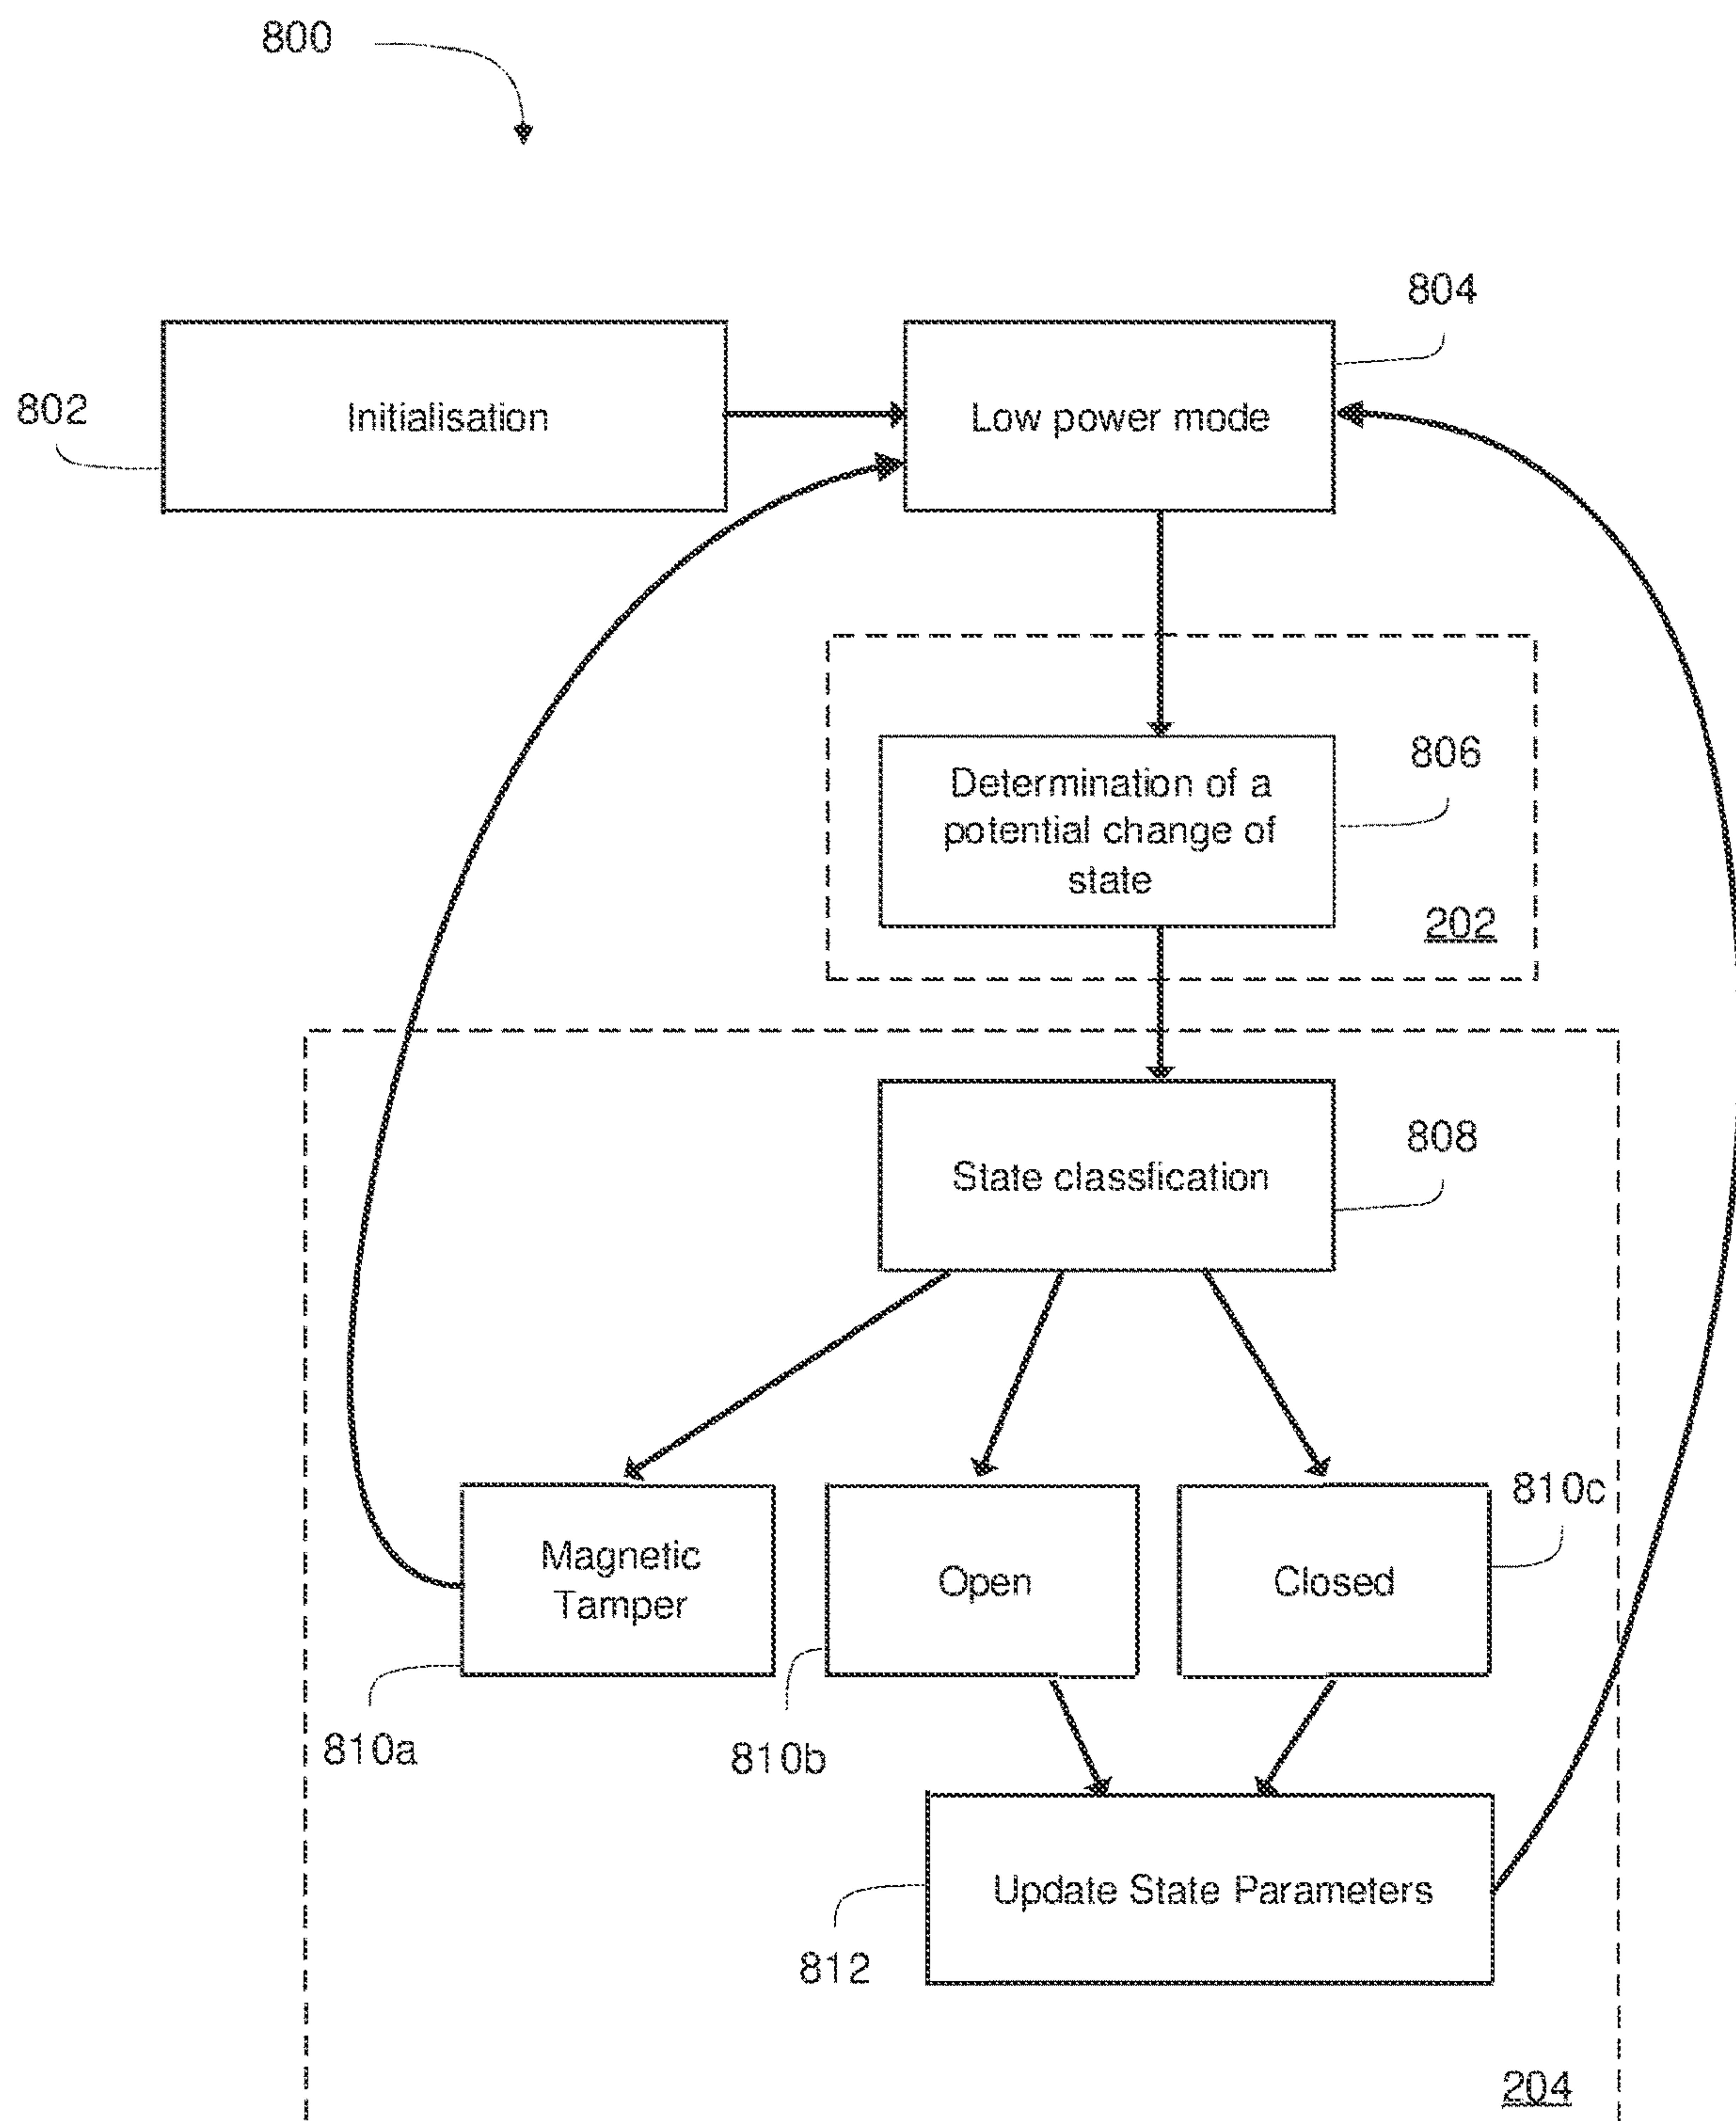 800
804
802
Initialisation
Low power mode
806
Determination of a
potential change of
state
202
808
State classfication
810c
Magnetic
Tamper
Open
Closed
810a
810b
Update State Parameters
812
204